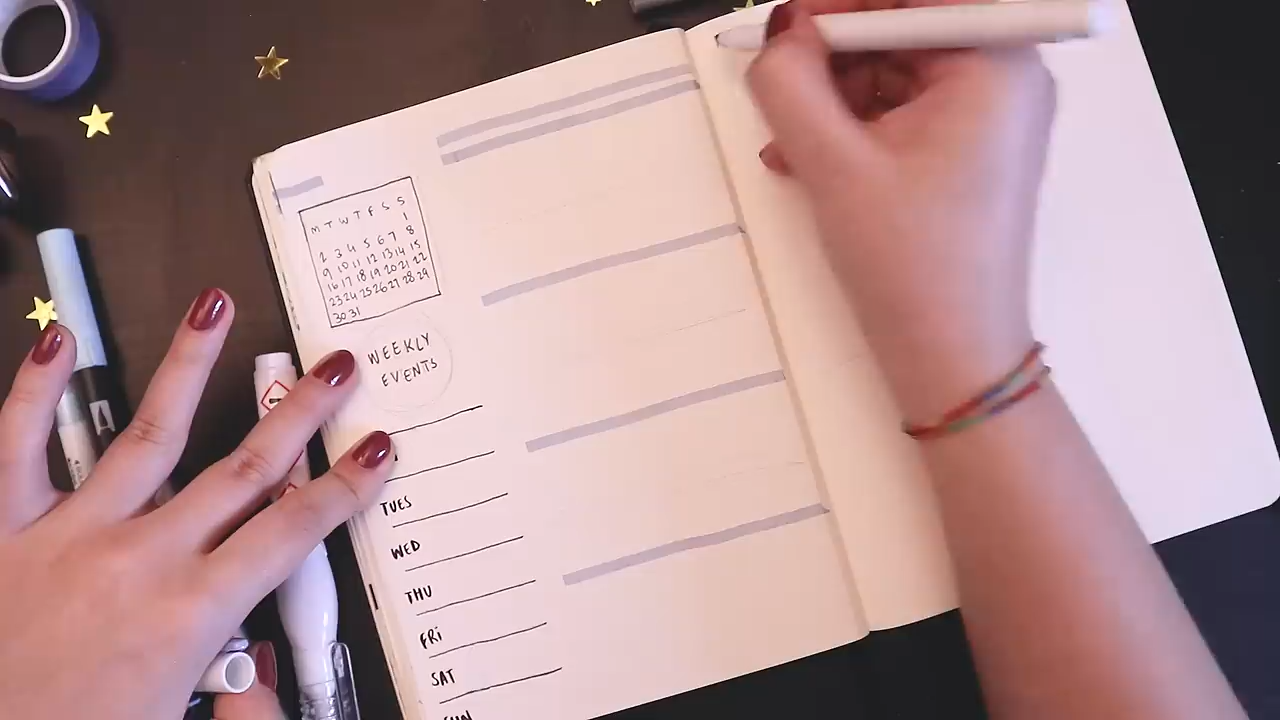 M T W T F S S
1
2 3 4 5 6 7 8
9 10 11 12 13 14 15
16 17 18 19 20 21 22
23 24 25 26 27 28 29
30 31
WEEKLY
EVENTS
TUES
WED
THU
FRi
SAT
SUN